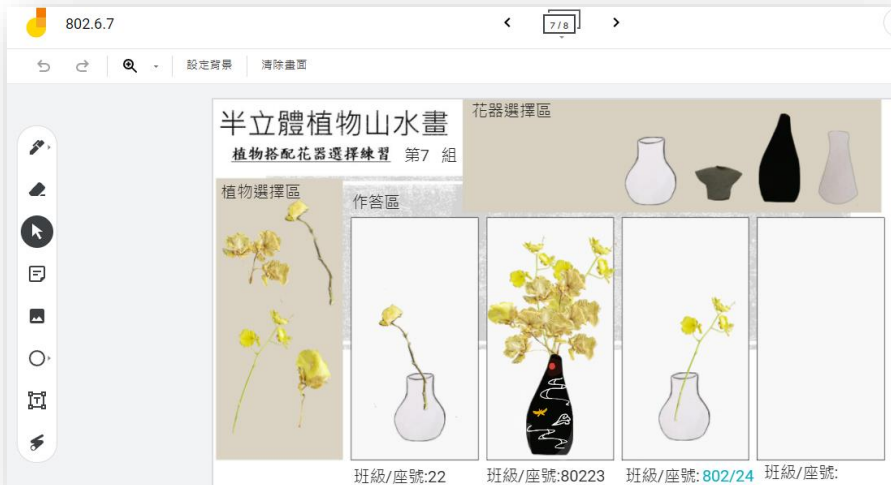 802.6.7
7/8
設定背景
清除畫面
半立體植物山水畫
植物搭配花器選擇練習 第7 組
花器選擇區
植物選擇區
作答區
班級/座號:22
班級/座號:80223
班級/座號: 802/24
班級/座號: